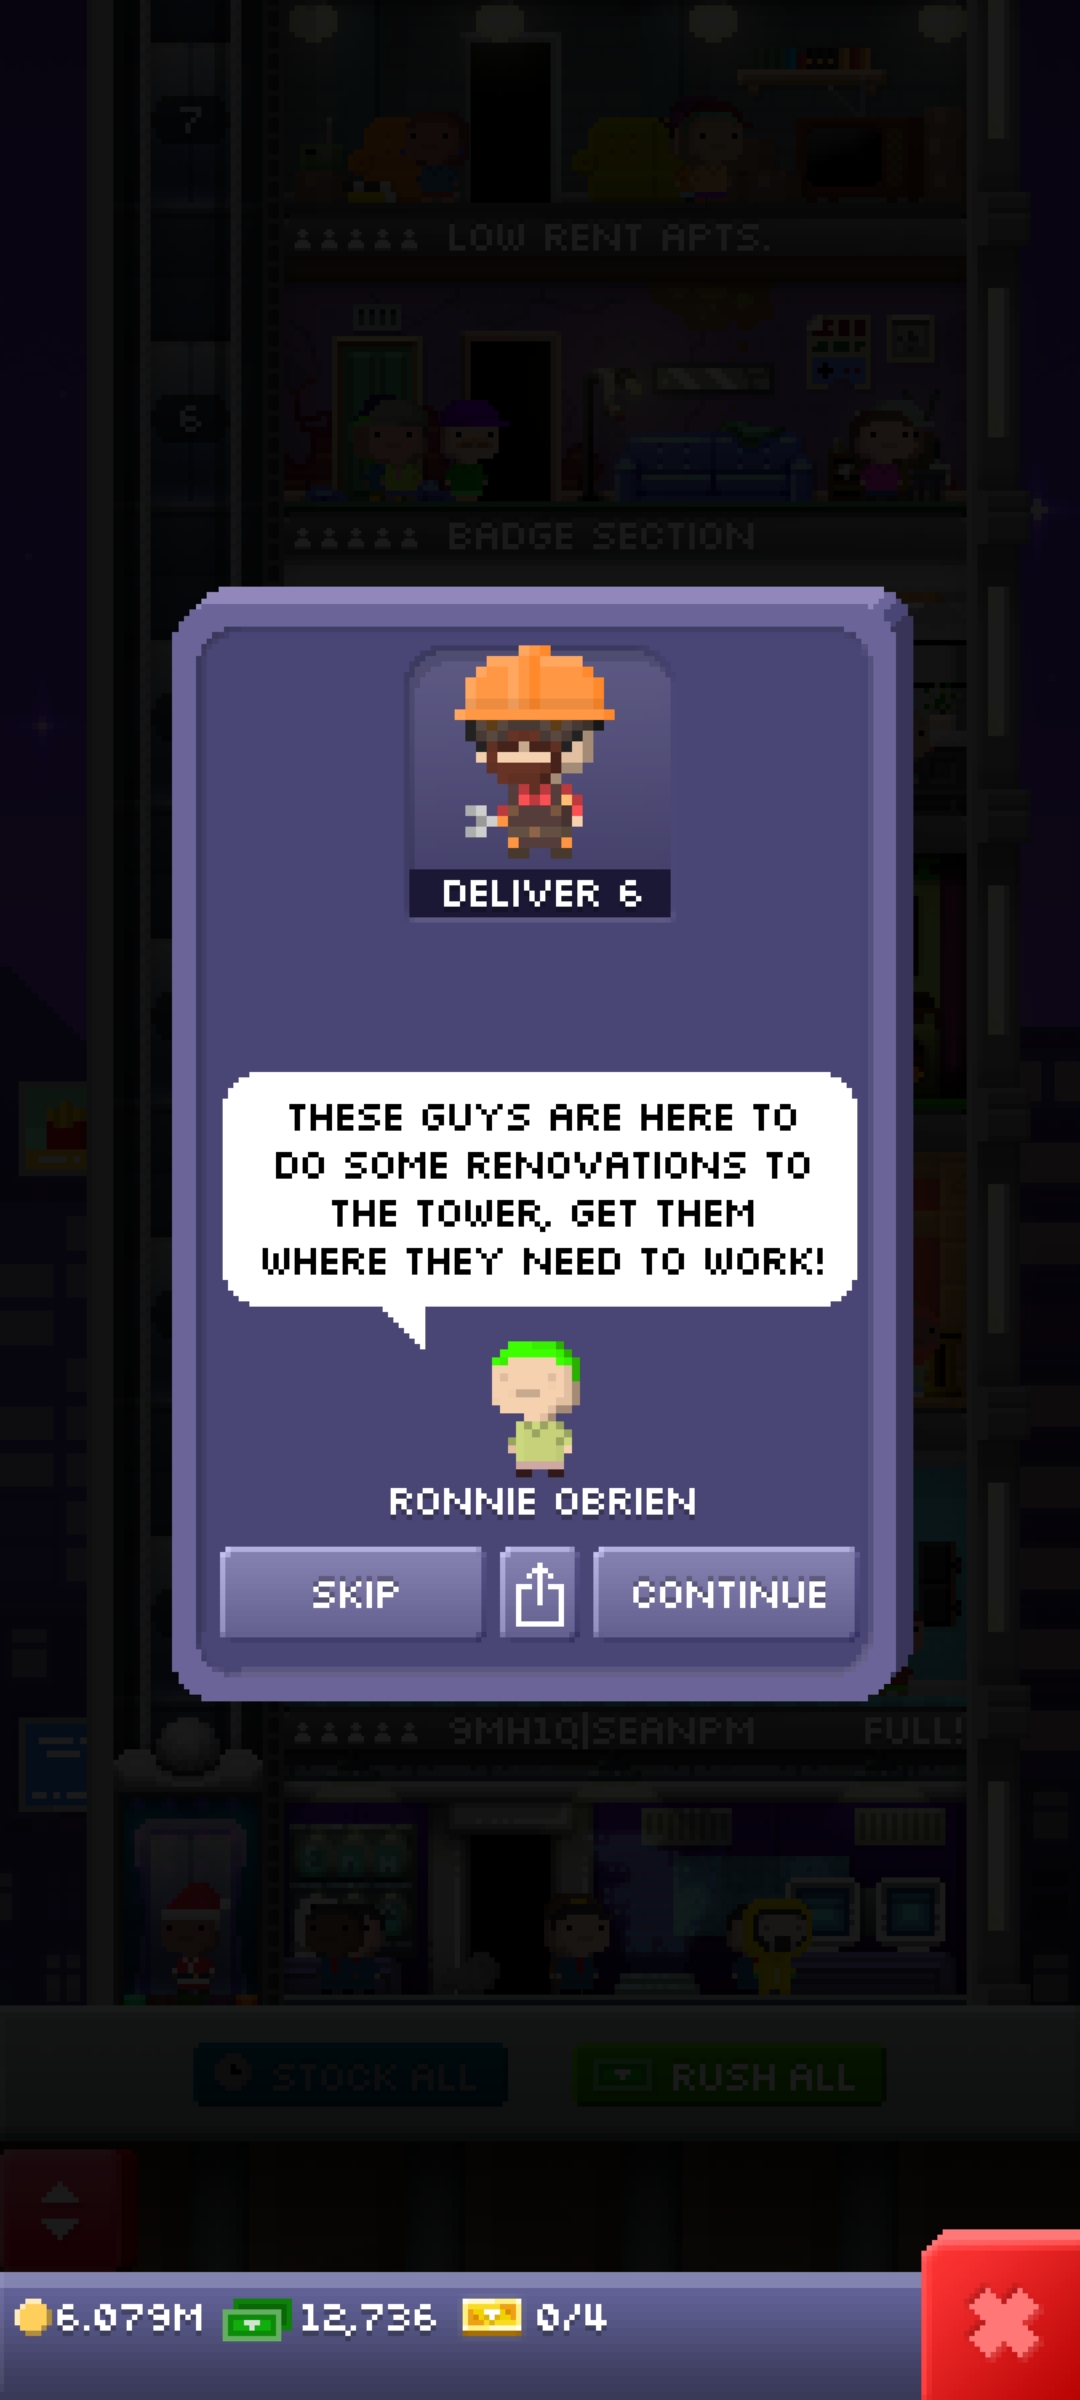 7
LOW RENT APTS.
6
BADGE SECTION
DELIVER 6
THESE GUYS ARE HERE TO
DO SOME RENOVATIONS TO
THE TOWER, GET THEM
WHERE THEY NEED TO WORK!
RONNIE OBRIEN
SKIP
CONTINUE
9MH1Q|SEANPM FULL!
STOCK ALL RUSH ALL
6.079M 12,736 0/4